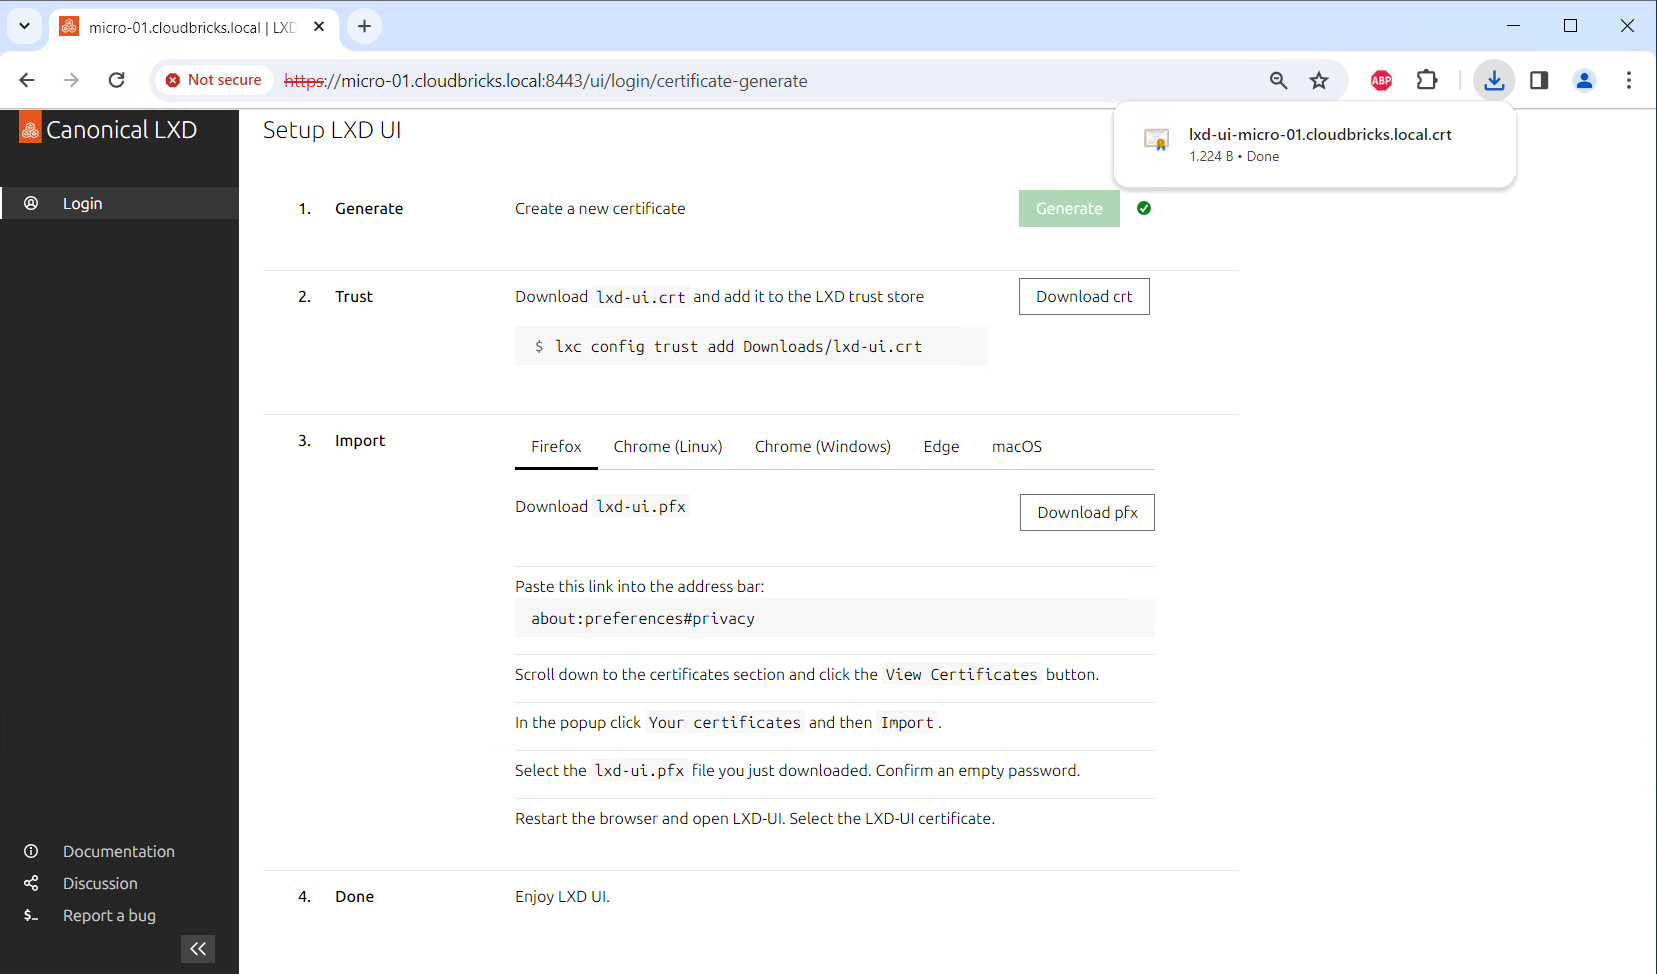 micro-01.cloudbricks.local | LXD
Not secure
https://micro-01.cloudbricks.local:8443/ui/login/certificate-generate
ABP
lxd-ui-micro-01.cloudbricks.local.crt
1,224 B • Done
Canonical LXD
Login
Setup LXD UI
1. Generate Create a new certificate Generate
2. Trust Download lxd-ui.crt and add it to the LXD trust store Download crt
$ lxc config trust add Downloads/lxd-ui.crt
3. Import Firefox Chrome (Linux) Chrome (Windows) Edge macOS
Download lxd-ui.pfx Download pfx
Paste this link into the address bar:
about:preferences#privacy
Scroll down to the certificates section and click the View Certificates button.
In the popup click Your certificates and then Import.
Select the lxd-ui.pfx file you just downloaded. Confirm an empty password.
Restart the browser and open LXD-UI. Select the LXD-UI certificate.
4. Done Enjoy LXD UI.
Documentation
Discussion
Report a bug